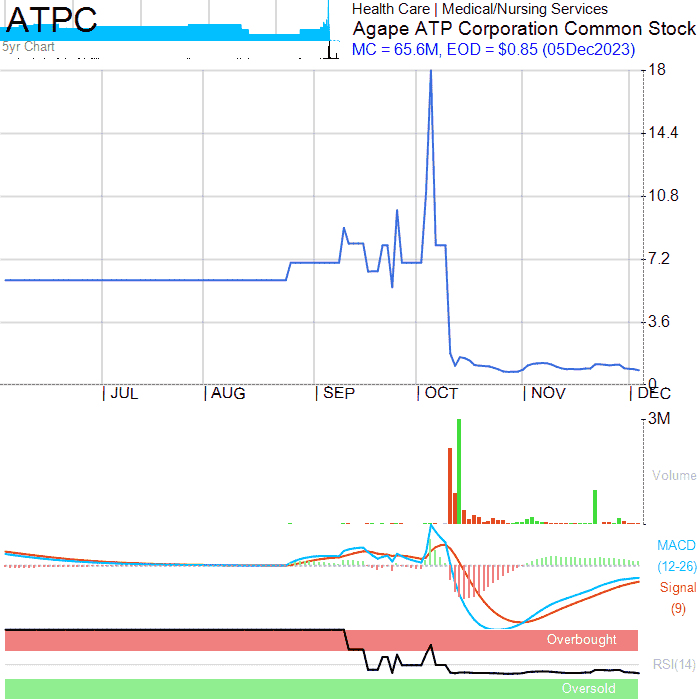 ATPC
5yr Chart
Health Care | Medical/Nursing Services
Agape ATP Corporation Common Stock
MC = 65.6M, EOD = $0.85 (05Dec2023)
18
14.4
10.8
7.2
3.6
0
JUL AUG SEP OCT NOV DEC
3M
Volume
MACD
(12-26)
Signal
(9)
Overbought
RSI(14)
Oversold